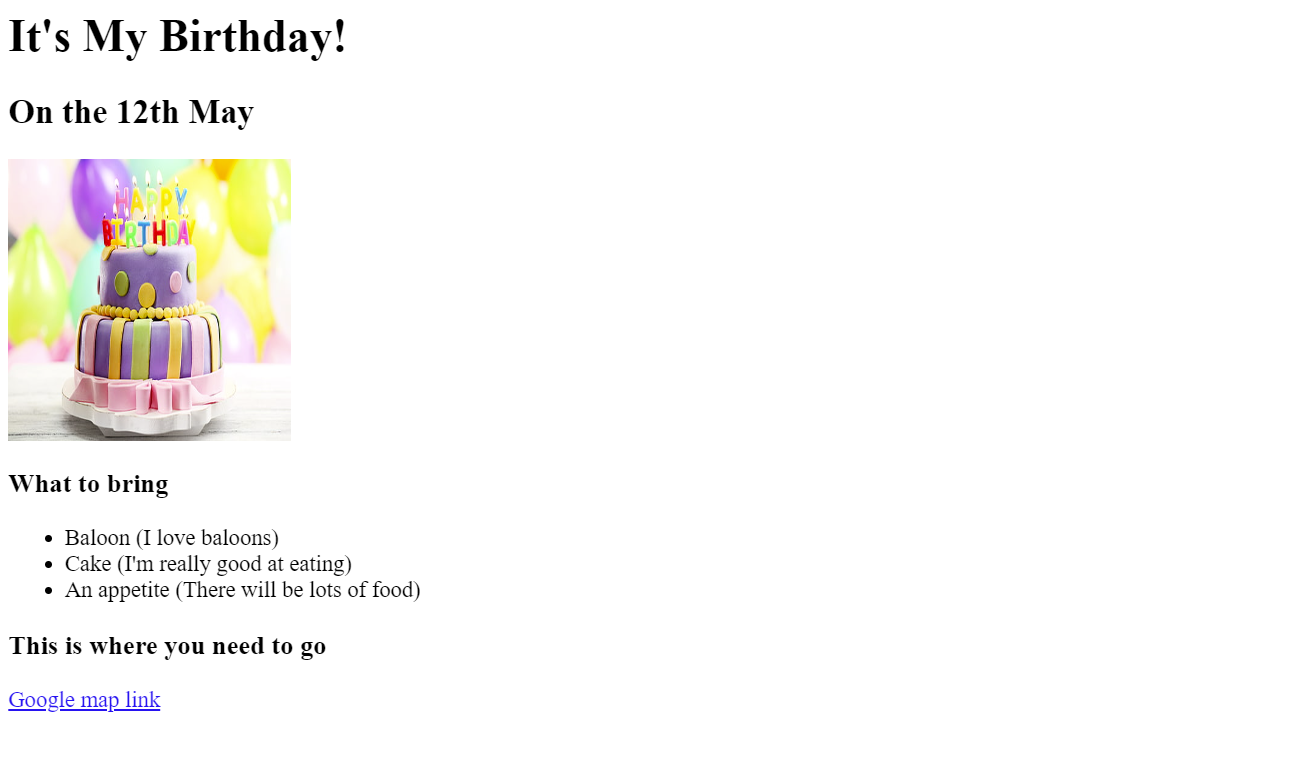 It's My Birthday!
On the 12th May
HAPPY
BIRTHDAY
What to bring
Baloon (I love baloons)
Cake (I'm really good at eating)
An appetite (There will be lots of food)
This is where you need to go
Google map link